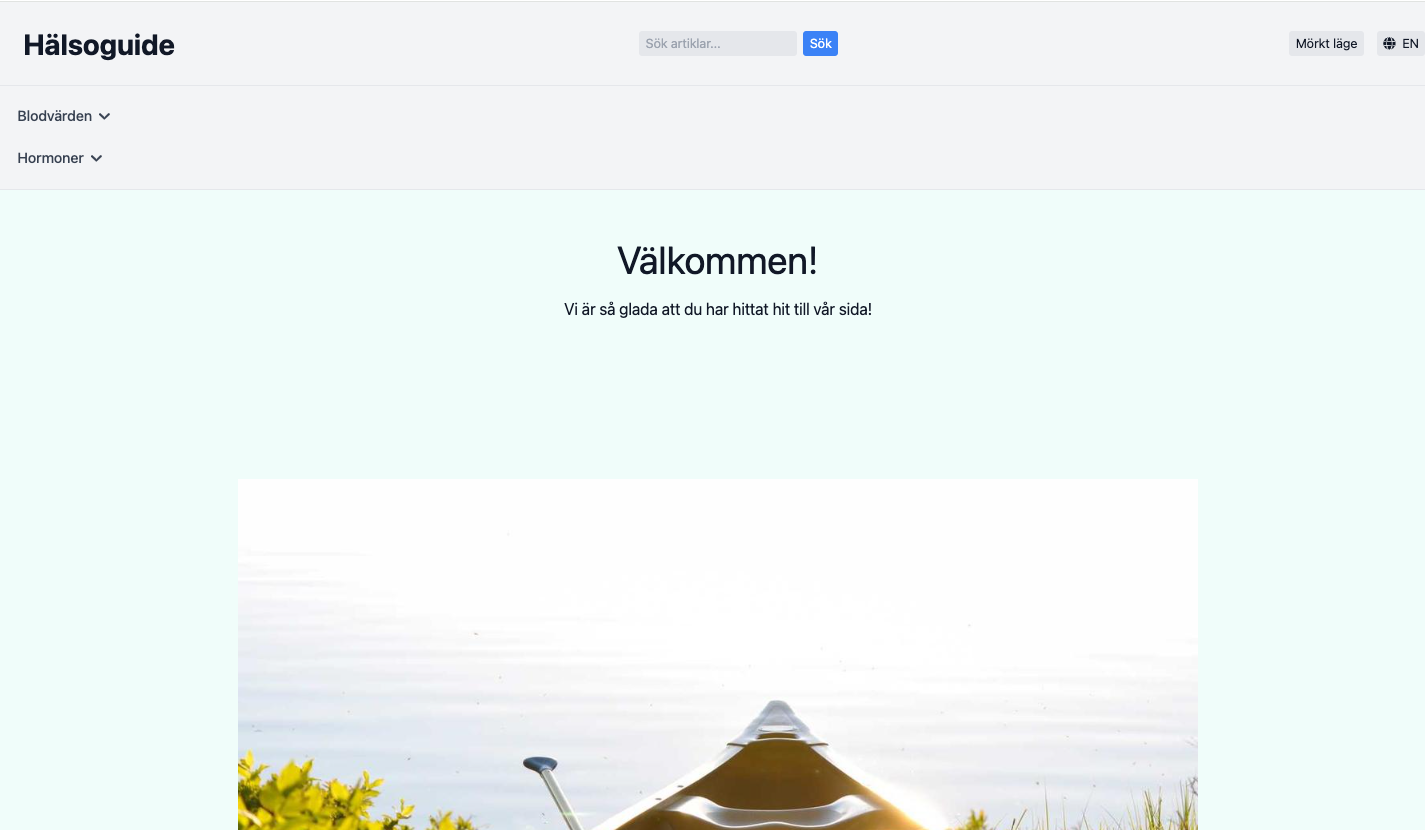 Hälsoguide
Sök artiklar...
Sök
Mörkt läge
EN
Blodvärden
Hormoner
Välkommen!
Vi är så glada att du har hittat hit till vår sida!